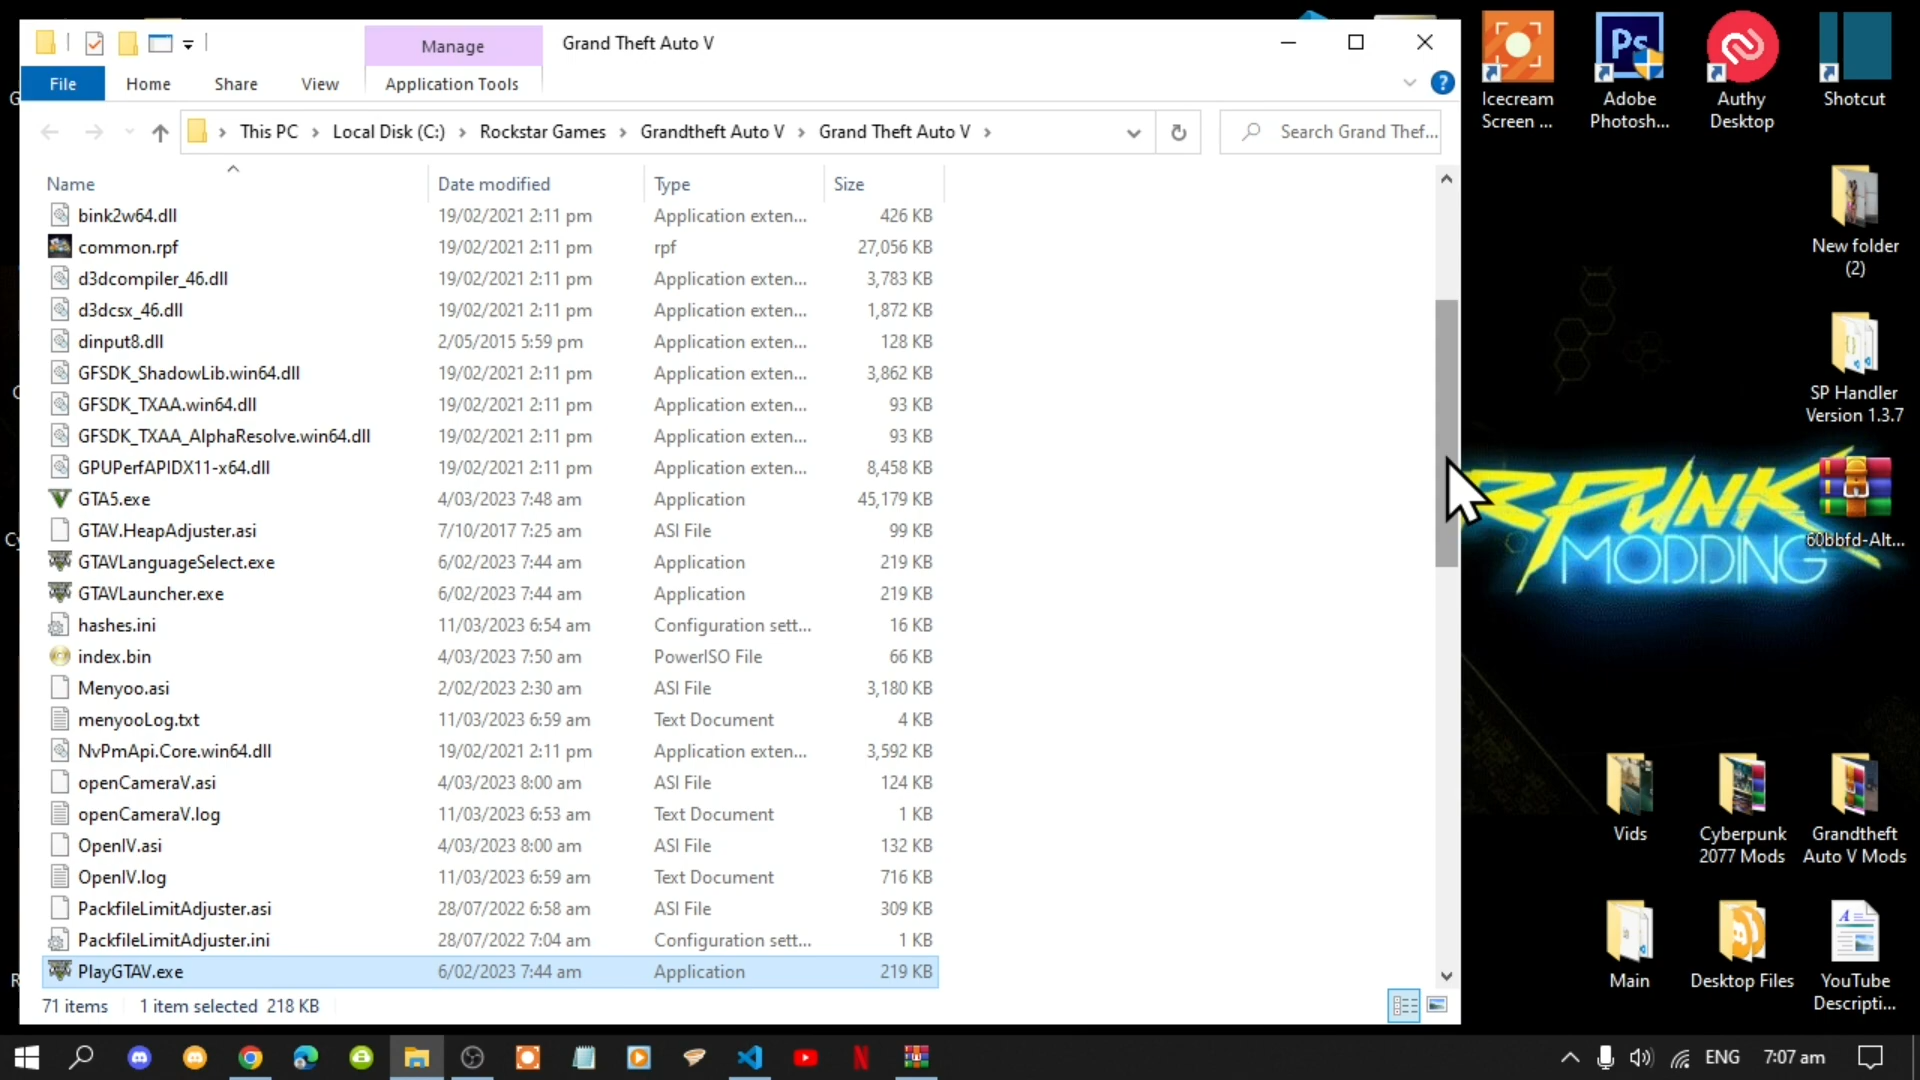 Manage
Grand Theft Auto V
File
Home
Share
View
Application Tools
This PC
Local Disk (C:)
Rockstar Games
Grandtheft Auto V
Grand Theft Auto V
Search Grand Thef...
Name
Date modified
Type
Size
bink2w64.dll 19/02/2021 2:11 pm Application exten... 426 KB
common.rpf 19/02/2021 2:11 pm rpf 27,056 KB
d3dcompiler_46.dll 19/02/2021 2:11 pm Application exten... 3,783 KB
d3dcsx_46.dll 19/02/2021 2:11 pm Application exten... 1,872 KB
dinput8.dll 2/05/2015 5:59 pm Application exten... 128 KB
GFSDK_ShadowLib.win64.dll 19/02/2021 2:11 pm Application exten... 3,862 KB
GFSDK_TXAA.win64.dll 19/02/2021 2:11 pm Application exten... 93 KB
GFSDK_TXAA_AlphaResolve.win64.dll 19/02/2021 2:11 pm Application exten... 93 KB
GPUPerfAPIDX11-x64.dll 19/02/2021 2:11 pm Application exten... 8,458 KB
GTA5.exe 4/03/2023 7:48 am Application 45,179 KB
GTAV.HeapAdjuster.asi 7/10/2017 7:25 am ASI File 99 KB
GTAVLanguageSelect.exe 6/02/2023 7:44 am Application 219 KB
GTAVLauncher.exe 6/02/2023 7:44 am Application 219 KB
hashes.ini 11/03/2023 6:54 am Configuration sett... 16 KB
index.bin 4/03/2023 7:50 am PowerISO File 66 KB
Menyoo.asi 2/02/2023 2:30 am ASI File 3,180 KB
menyooLog.txt 11/03/2023 6:59 am Text Document 4 KB
NvPmApi.Core.win64.dll 19/02/2021 2:11 pm Application exten... 3,592 KB
openCameraV.asi 4/03/2023 8:00 am ASI File 124 KB
openCameraV.log 11/03/2023 6:53 am Text Document 1 KB
OpenIV.asi 4/03/2023 8:00 am ASI File 132 KB
OpenIV.log 11/03/2023 6:59 am Text Document 716 KB
PackfileLimitAdjuster.asi 28/07/2022 6:58 am ASI File 309 KB
PackfileLimitAdjuster.ini 28/07/2022 7:04 am Configuration sett... 1 KB
PlayGTAV.exe 6/02/2023 7:44 am Application 219 KB
71 items 1 item selected 218 KB
Ps
Icecream
Screen ...
Adobe
Photosh...
Authy
Desktop
Shotcut
New folder
(2)
SP Handler
Version 1.3.7
RPUNK
MODDING
60bbfd-Alt...
Vids
Cyberpunk
2077 Mods
Grandtheft
Auto V Mods
Main
Desktop Files
YouTube
Descripti...
ENG
7:07 am